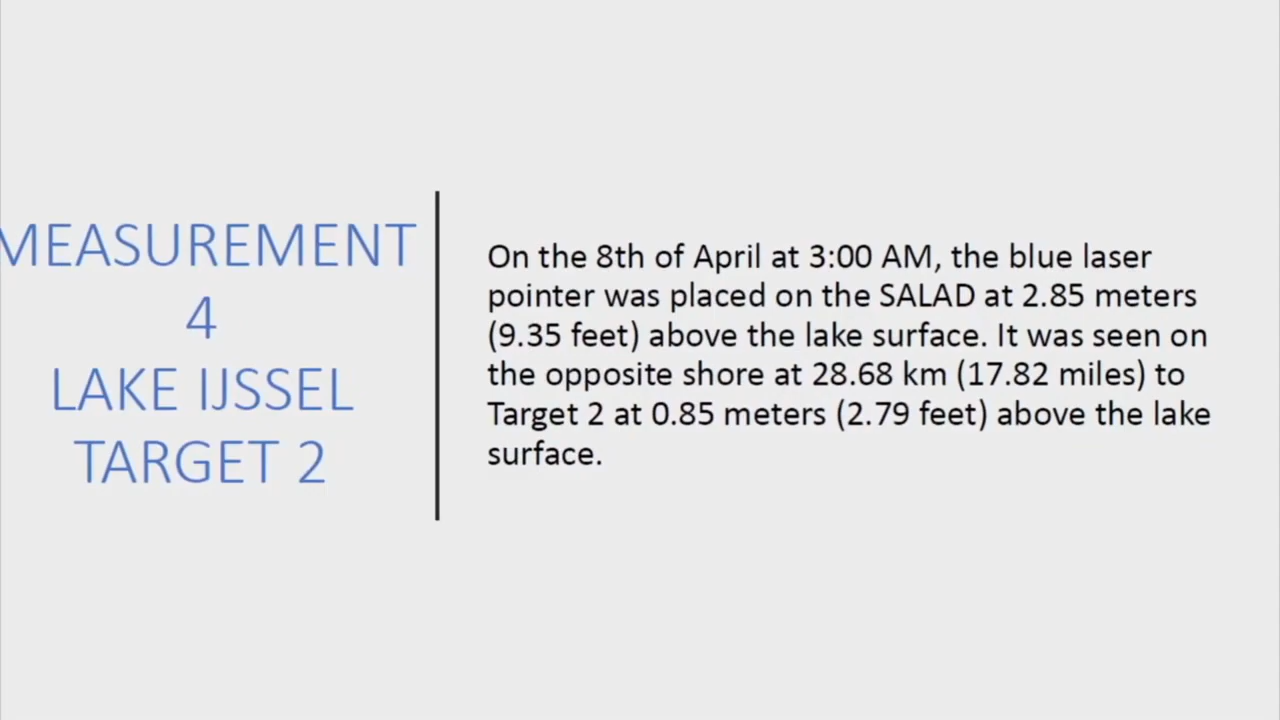 MEASUREMENT
4
LAKE IJSSEL
TARGET 2
On the 8th of April at 3:00 AM, the blue laser
pointer was placed on the SALAD at 2.85 meters
(9.35 feet) above the lake surface. It was seen on
the opposite shore at 28.68 km (17.82 miles) to
Target 2 at 0.85 meters (2.79 feet) above the lake
surface.